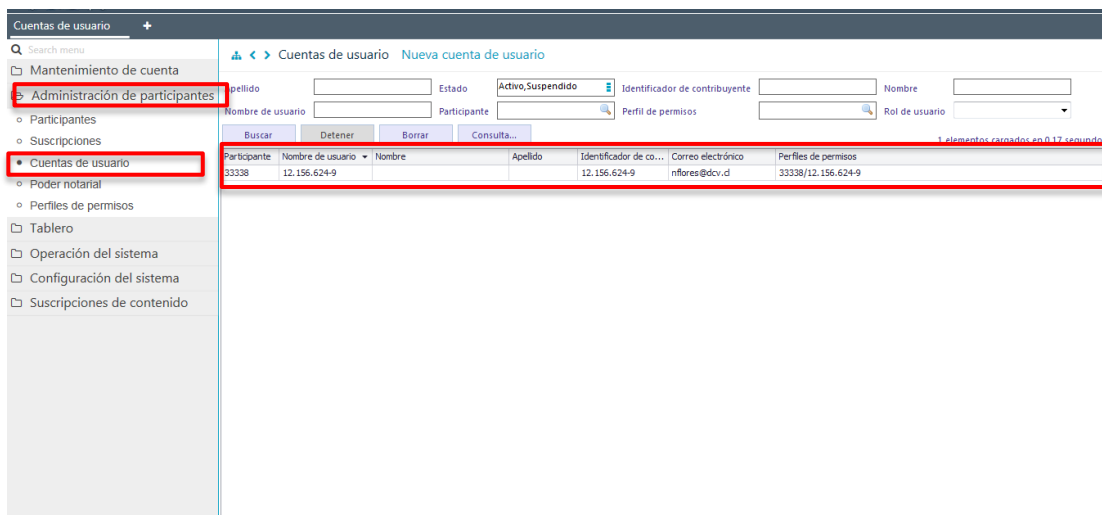 Cuentas de usuario +
Search menu
Mantenimiento de cuenta
Administración de participantes
Participantes
Suscripciones
Cuentas de usuario
Poder notarial
Perfiles de permisos
Tablero
Operación del sistema
Configuración del sistema
Suscripciones de contenido
Cuentas de usuario Nueva cuenta de usuario
Apellido Estado Activo,Suspendido Identificador de contribuyente Nombre
Nombre de usuario Participante Perfil de permisos Rol de usuario
Buscar Detener Borrar Consulta...
1 elementos cargados en 0.17 segundo
Participante Nombre de usuario Nombre Apellido Identificador de co... Correo electrónico Perfiles de permisos
33338 12.156.624-9 12.156.624-9 nflores@dcv.cl 33338/12.156.624-9